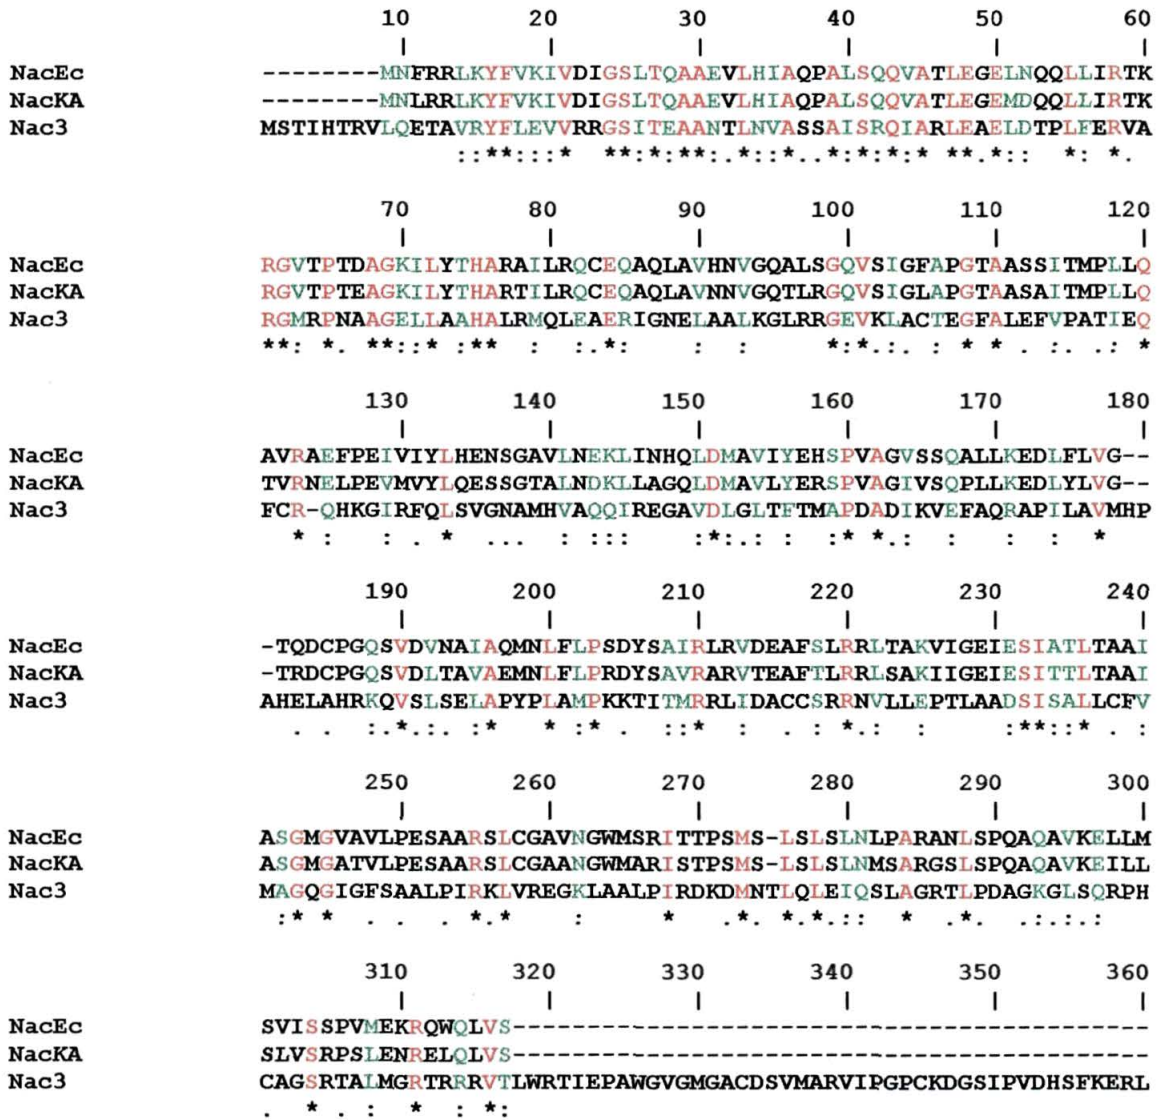 10 20 30 40 50 60
| | | | | |
NacEc --------MNFRRLKYFVKIVDIGSLTQAAEVLHIAQPALSQQVATLEGELNQQLLIRTK
NacKA --------MNLRRLKYFVKIVDIGSLTQAAEVLHIAQPALSQQVATLEGEMDQQLLIRTK
Nac3 MSTIHTRVLQETAVRYFLEVVRRGSITEAANTLNVASSAISRQIARLEAELDTPLFERVA
::**:::* **:*:**.*::*..*:*:*:* **.*:: *: *.
70 80 90 100 110 120
| | | | | |
NacEc RGVTPTDAGKILYTHARAILRQCEQAQLAVHNVGQALSGQVSIGFAPGTAASSITMPLLQ
NacKA RGVTPTEAGKILYTHARTILRQCEQAQLAVNNVGQTLRGQVSIGLAPGTAASAITMPLLQ
Nac3 RGMRPNAAGELLAAHALRMQLEAERIGNELAALKGLRRGEVKLACTEGFALEFVPATIEQ
**: *. **::* :** : :.*: : : *:*.:. : * * . : . .: *
130 140 150 160 170 180
| | | | | |
NacEc AVRAEFPEIVIYLHENSGAVLNEKLINHQLDMAVIYEHSPVAGVSSQALLKEDLFLVG--
NacKA TVRNELPEVMVYLQESSGTALNDKLLAGQLDMAVLYERSPVAGIVSQPLLKEDLYLVG--
Nac3 FCR-QHKGIRFQLSVGNAMHVAQQIREGAVDLGLTFTMAPDADIKVEFAQRAPILAVMHP
* : : . * ... : ::: :*:.: : :* *.: : : : *
190 200 210 220 230 240
| | | | | |
NacEc -TQDCPGQSVDVNAIAQMNLFLPSDYSAIRLRVDEAFSLRRLTAKVIGEIESIATLTAAI
NacKA -TRDCPGQSVDLTAVAEMNLFLPRDYSAVRARVTEAFTLRRLSAKIIGEIESITTLTAAI
Nac3 AHELAHRKQVSLSELAPYPLAMPKKTITMRRLIDACCSRRNVLLEPTLAADSISALLCFV
. . :.*.:. :* * :* . ::* : . : *.: : :**::* . :
250 260 270 280 290 300
| | | | | |
NacEc ASGMGVAVLPESAARSLCGAVNGWMSRITTPSMS-LSLSLNLPARANLSPQAQAVKELLM
NacKA ASGMGATVLPESAARSLCGAANGWMARISTPSMS-LSLSLNMSARGSLSPQAQAVKEILL
Nac3 MAGQGIGFSAALPIRKLVREGKLAALPIRDKDMNTLQLEIQSLAGRTLPDAGKGLSQRPH
:* * . . *.* : * .*. *.*:: * .*. .:.:.:
310 320 330 340 350 360
| | | | | |
NacEc SVISSPVMEKRQWQLVS------------------------------------------
NacKA SLVSRPSLENRELQLVS------------------------------------------
Nac3 CAGSRTALMGRTRRRVTLWRTIEPAWGVGMGACDSVMARVIPGPCKDGSIPVDHSFKERL
. * . : * : *: